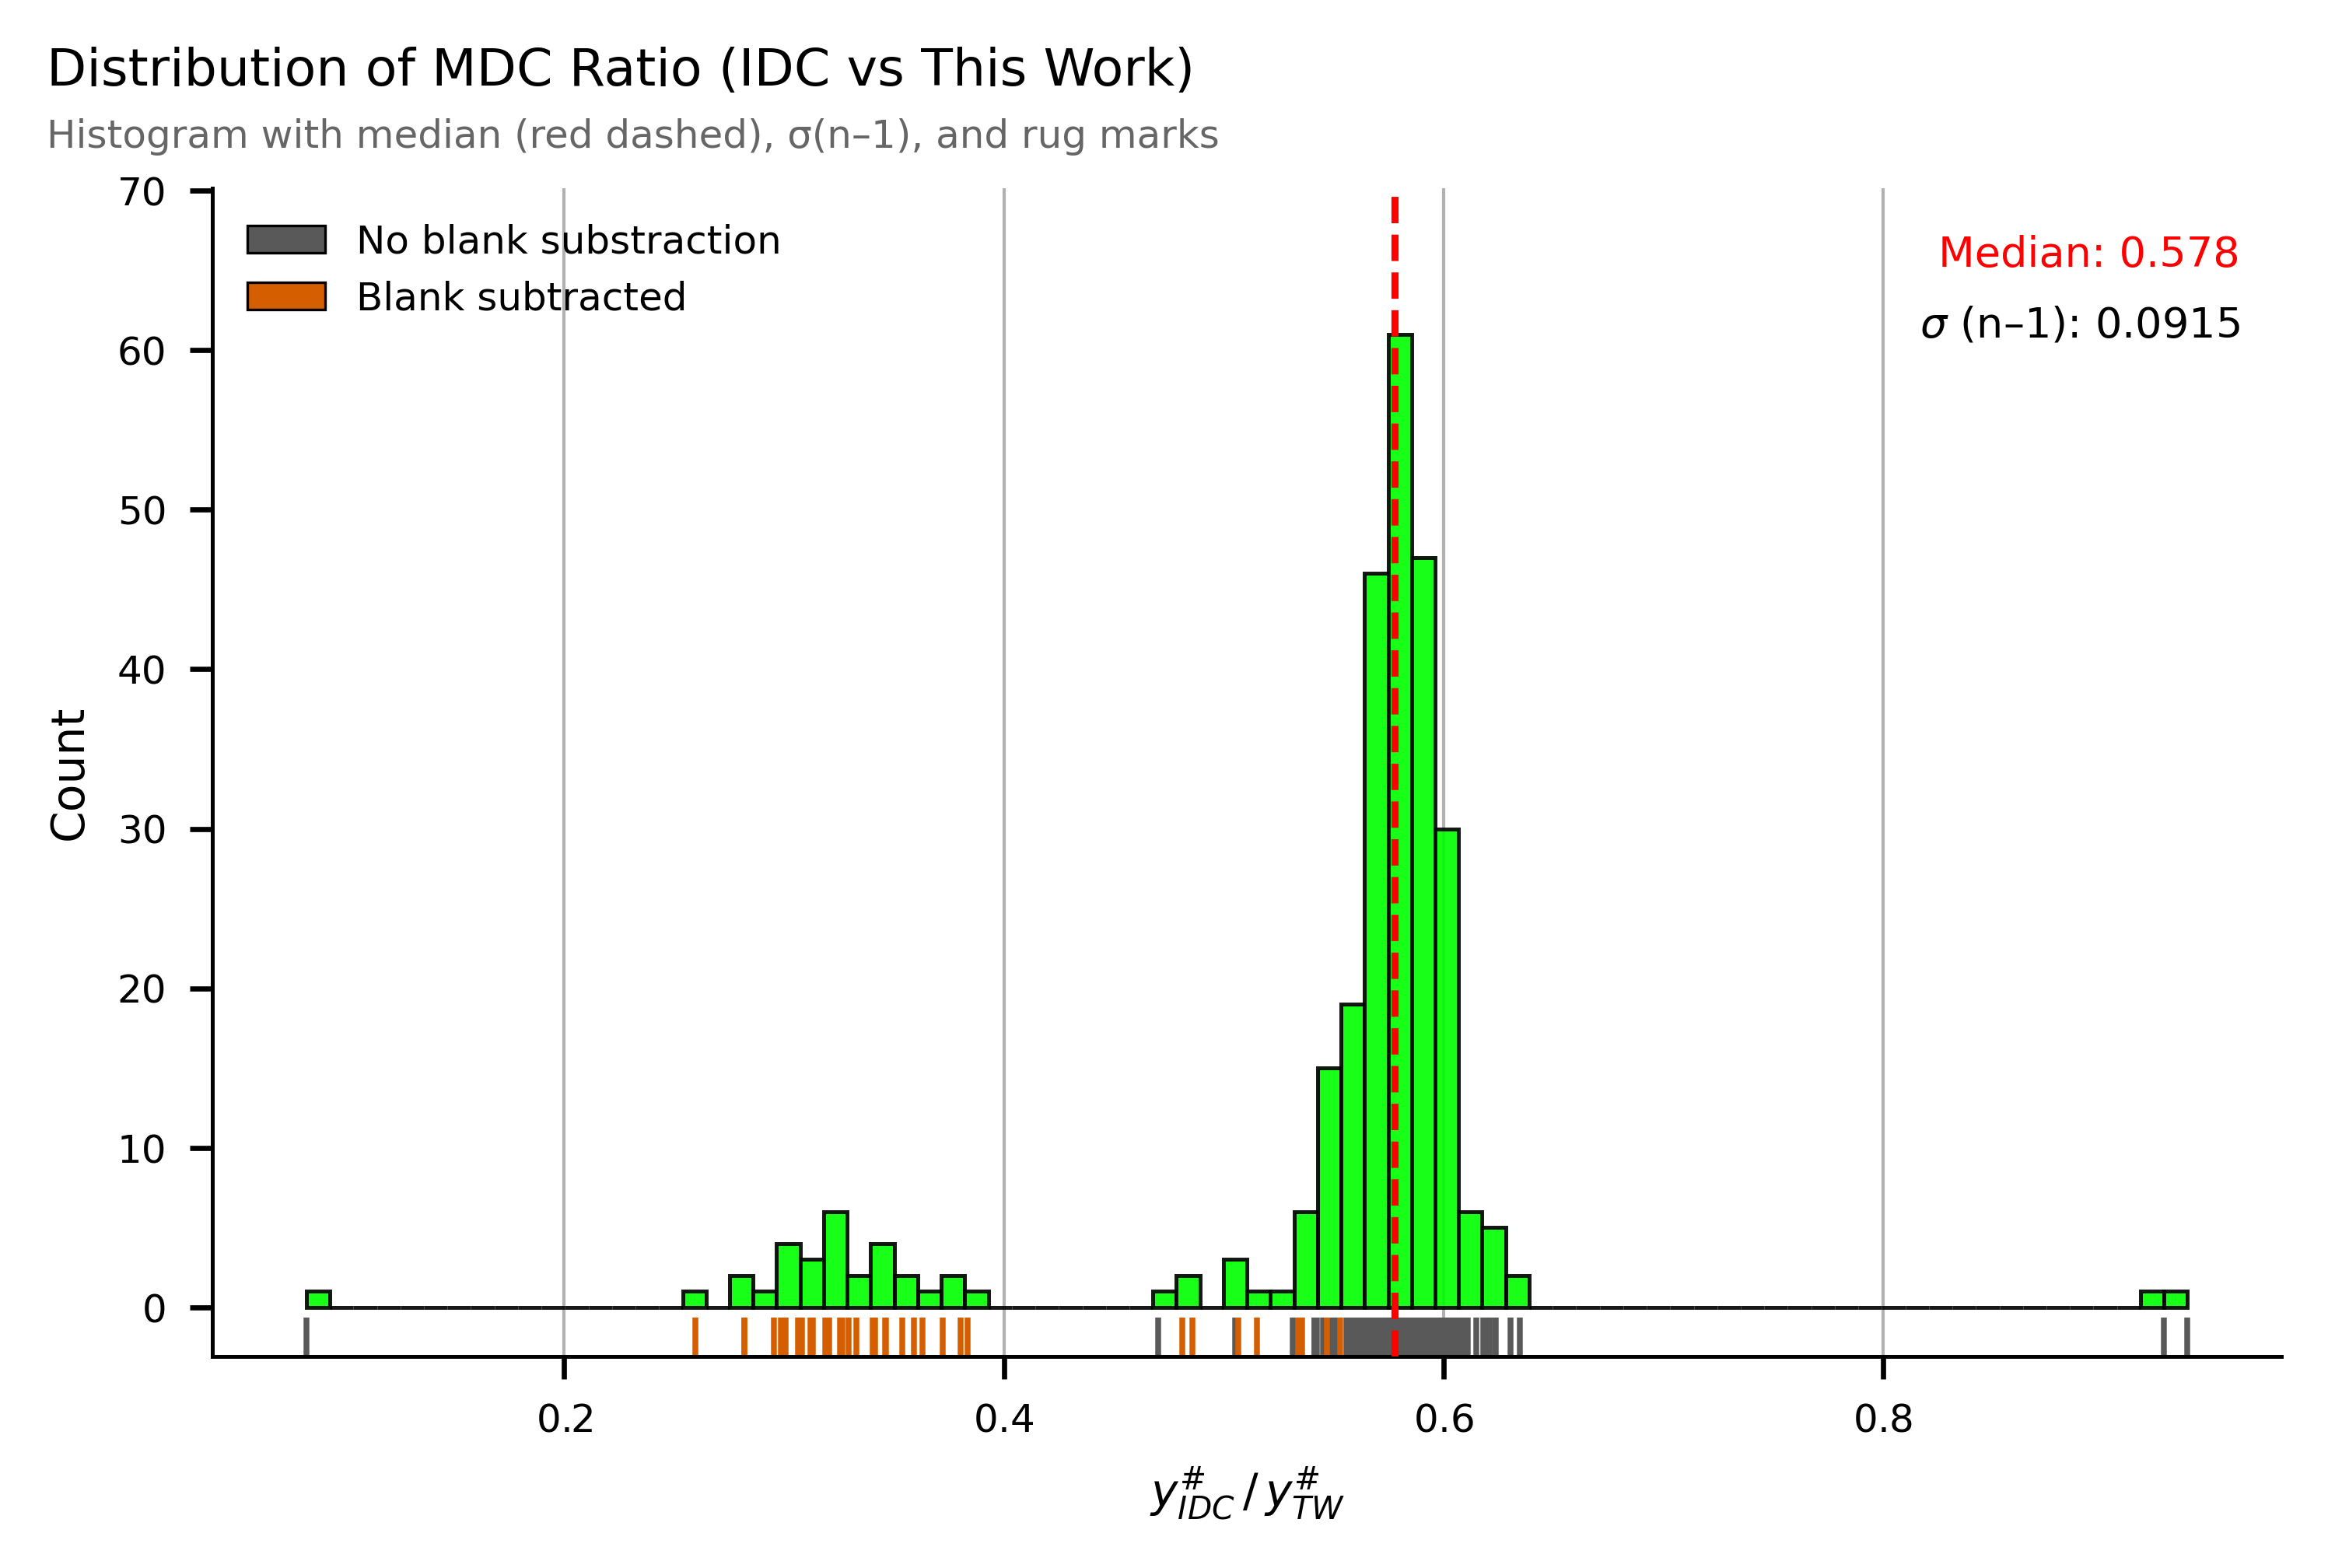 Distribution of MDC Ratio (IDC vs This Work)
Histogram with median (red dashed), σ(n–1), and rug marks
No blank substraction
Blank subtracted
Median: 0.578
σ (n–1): 0.0915
70
60
50
40
30
20
10
0
Count
0.2 0.4 0.6 0.8
y#IDC / y#TW